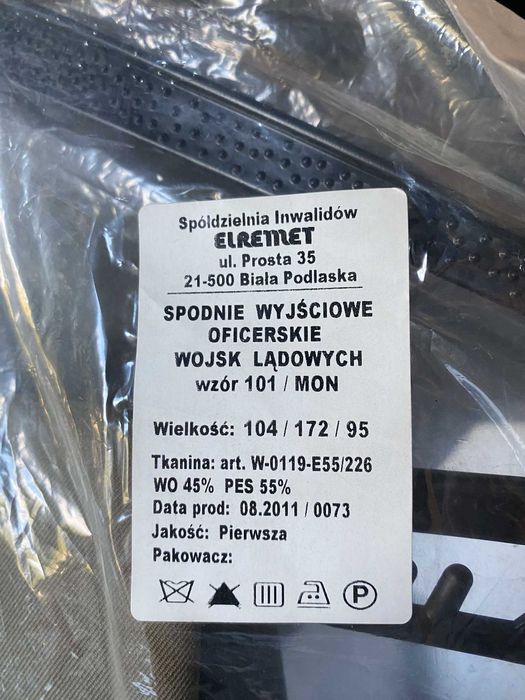 Spóldzielnia Inwalidów
ELREMET
ul. Prosta 35
21-500 Biała Podlaska
SPODNIE WYJŚCIOWE
OFICERSKIE
WOJSK LĄDOWYCH
wzór 101 / MON
Wielkość: 104 / 172 / 95
Tkanina: art. W-0119-E55/226
WO 45% PES 55%
Data prod: 08.2011 / 0073
Jakość: Pierwsza
Pakowacz:
P